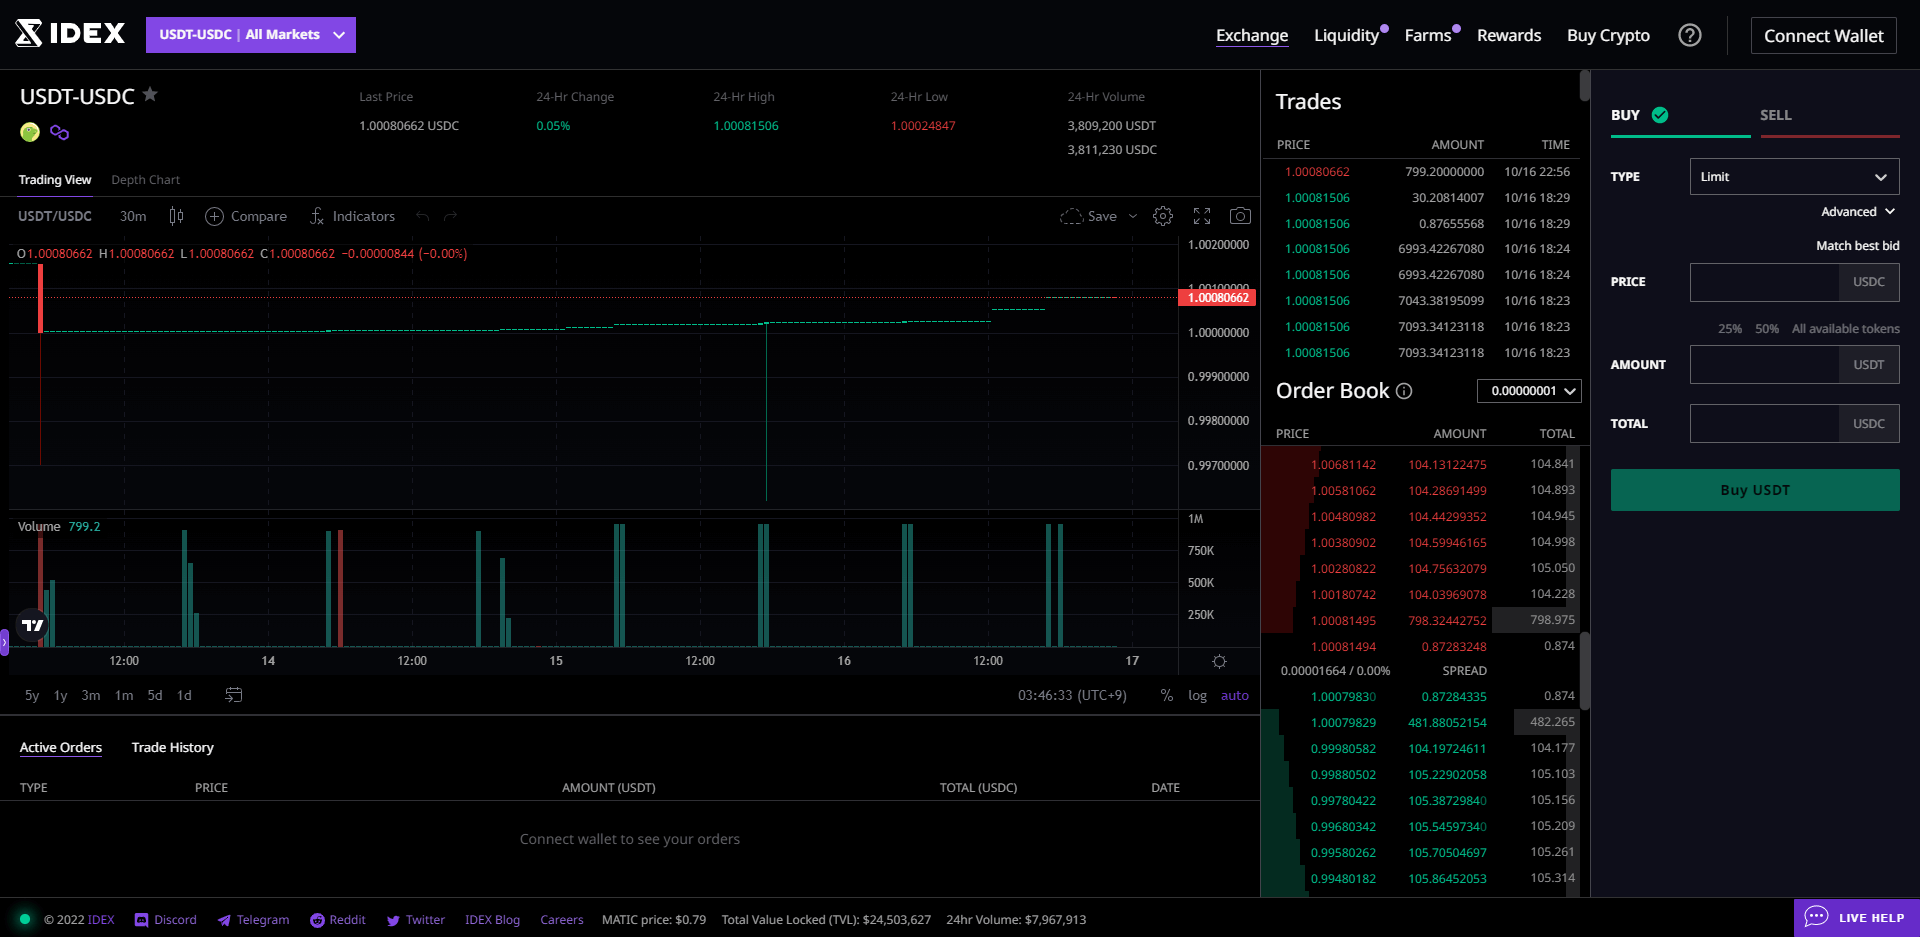 IDEX
USDT-USDC | All Markets
Exchange
Liquidity
Farms
Rewards
Buy Crypto
?
Connect Wallet
USDT-USDC
Last Price
1.00080662 USDC
24-Hr Change
0.05%
24-Hr High
1.00081506
24-Hr Low
1.00024847
24-Hr Volume
3,809,200 USDT
3,811,230 USDC
Trading View
Depth Chart
USDT/USDC
30m
Compare
Indicators
Save
O1.00080662 H1.00080662 L1.00080662 C1.00080662 −0.00000844 (−0.00%)
1.00200000
1.00100000
1.00080662
1.00000000
0.99900000
0.99800000
0.99700000
Volume 799.2
1M
750K
500K
250K
12:00 14 12:00 15 12:00 16 12:00 17
5y 1y 3m 1m 5d 1d
03:46:33 (UTC+9)
% log auto
Active Orders
Trade History
TYPE PRICE AMOUNT (USDT) TOTAL (USDC) DATE
Connect wallet to see your orders
Trades
PRICE AMOUNT TIME
1.00080662 799.20000000 10/16 22:56
1.00081506 30.20814007 10/16 18:29
1.00081506 0.87655568 10/16 18:29
1.00081506 6993.42267080 10/16 18:24
1.00081506 6993.42267080 10/16 18:24
1.00081506 7043.38195099 10/16 18:23
1.00081506 7093.34123118 10/16 18:23
1.00081506 7093.34123118 10/16 18:23
Order Book
0.00000001
PRICE AMOUNT TOTAL
1.00681142 104.13122475 104.841
1.00581062 104.28691499 104.893
1.00480982 104.44299352 104.945
1.00380902 104.59946165 104.998
1.00280822 104.75632079 105.050
1.00180742 104.03969078 104.228
1.00081495 798.32442752 798.975
1.00081494 0.87283248 0.874
0.00001664 / 0.00% SPREAD
1.00079830 0.87284335 0.874
1.00079829 481.88052154 482.265
0.99980582 104.19724611 104.177
0.99880502 105.22902058 105.103
0.99780422 105.38729840 105.156
0.99680342 105.54597340 105.209
0.99580262 105.70504697 105.261
0.99480182 105.86452053 105.314
BUY
SELL
TYPE
Limit
Advanced
Match best bid
PRICE
USDC
25% 50% All available tokens
AMOUNT
USDT
TOTAL
USDC
Buy USDT
© 2022 IDEX
Discord
Telegram
Reddit
Twitter
IDEX Blog
Careers
MATIC price: $0.79
Total Value Locked (TVL): $24,503,627
24hr Volume: $7,967,913
LIVE HELP